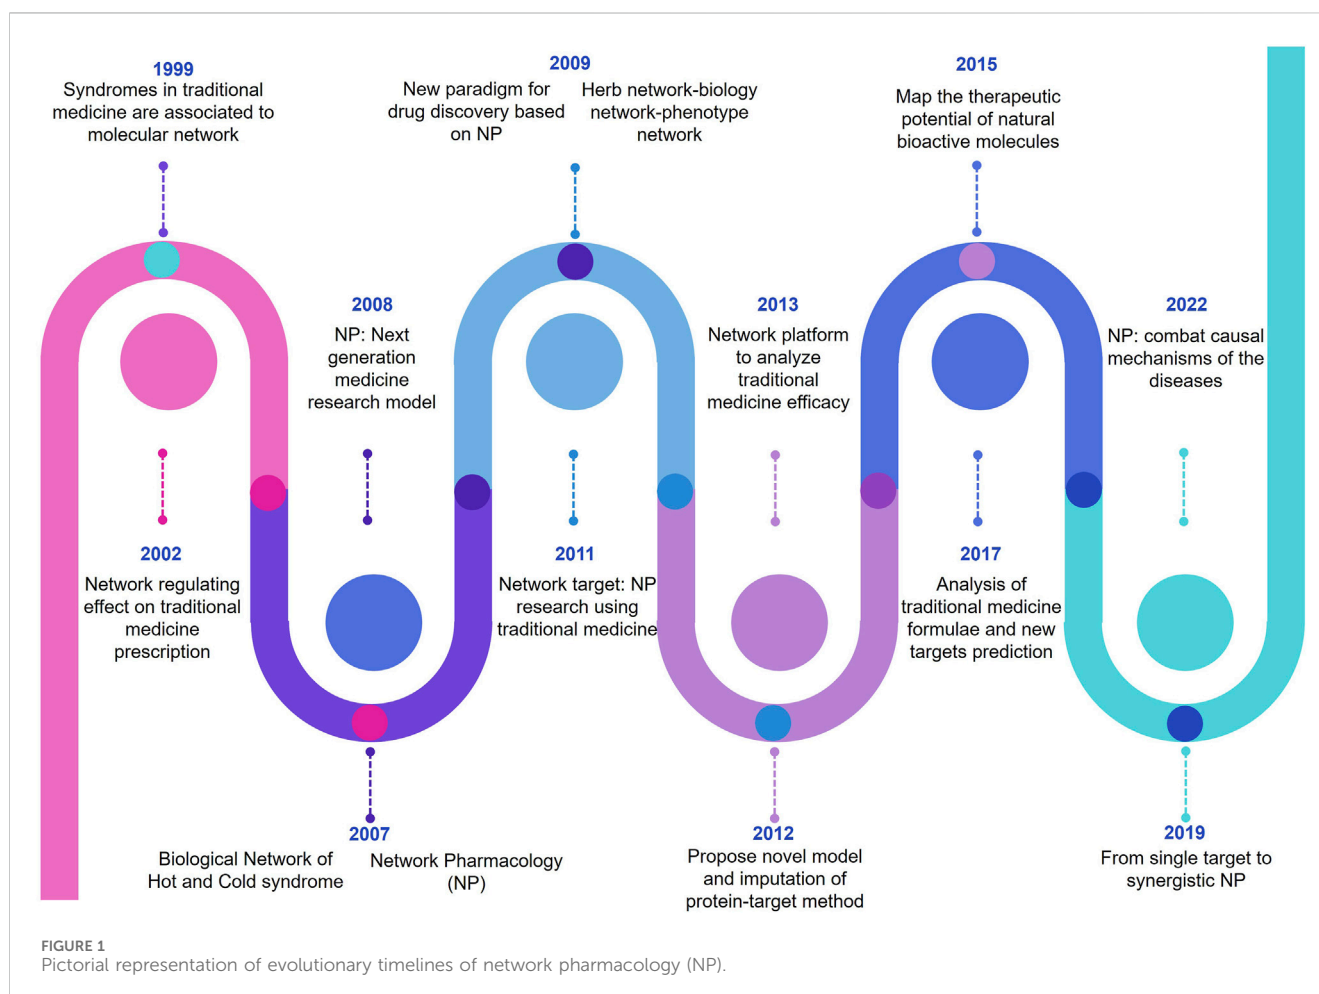 1999
Syndromes in traditional
medicine are associated to
molecular network
2002
Network regulating
effect on traditional
medicine
prescription
2007
Biological Network of
Hot and Cold syndrome
Network Pharmacology
(NP)
2008
NP: Next
generation
medicine
research model
2009
New paradigm for
drug discovery based
on NP
Herb network-biology
network-phenotype
network
2011
Network target: NP
research using
traditional medicine
2012
Propose novel model
and imputation of
protein-target method
2013
Network platform
to analyze
traditional
medicine efficacy
2015
Map the therapeutic
potential of natural
bioactive molecules
2017
Analysis of
traditional medicine
formulae and new
targets prediction
2019
From single target to
synergistic NP
2022
NP: combat causal
mechanisms of the
diseases
FIGURE 1
Pictorial representation of evolutionary timelines of network pharmacology (NP).